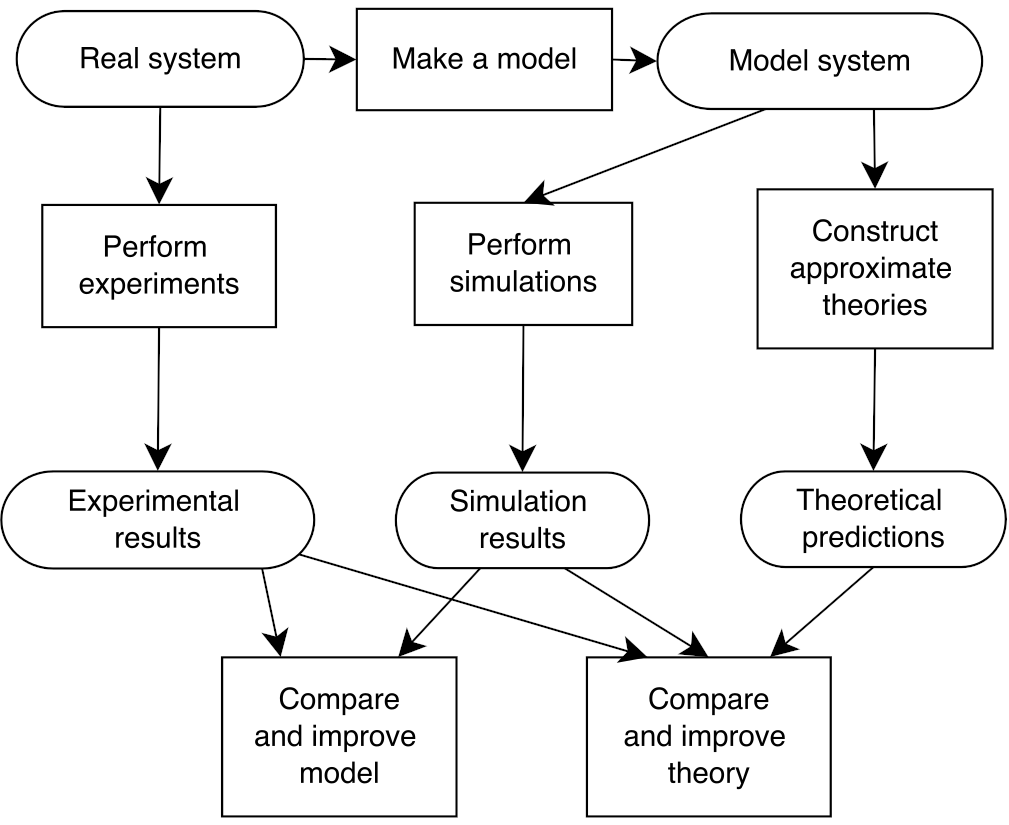 Real system
Make a model
Model system
Perform
experiments
Perform
simulations
Construct
approximate
theories
Experimental
results
Simulation
results
Theoretical
predictions
Compare
and improve
model
Compare
and improve
theory